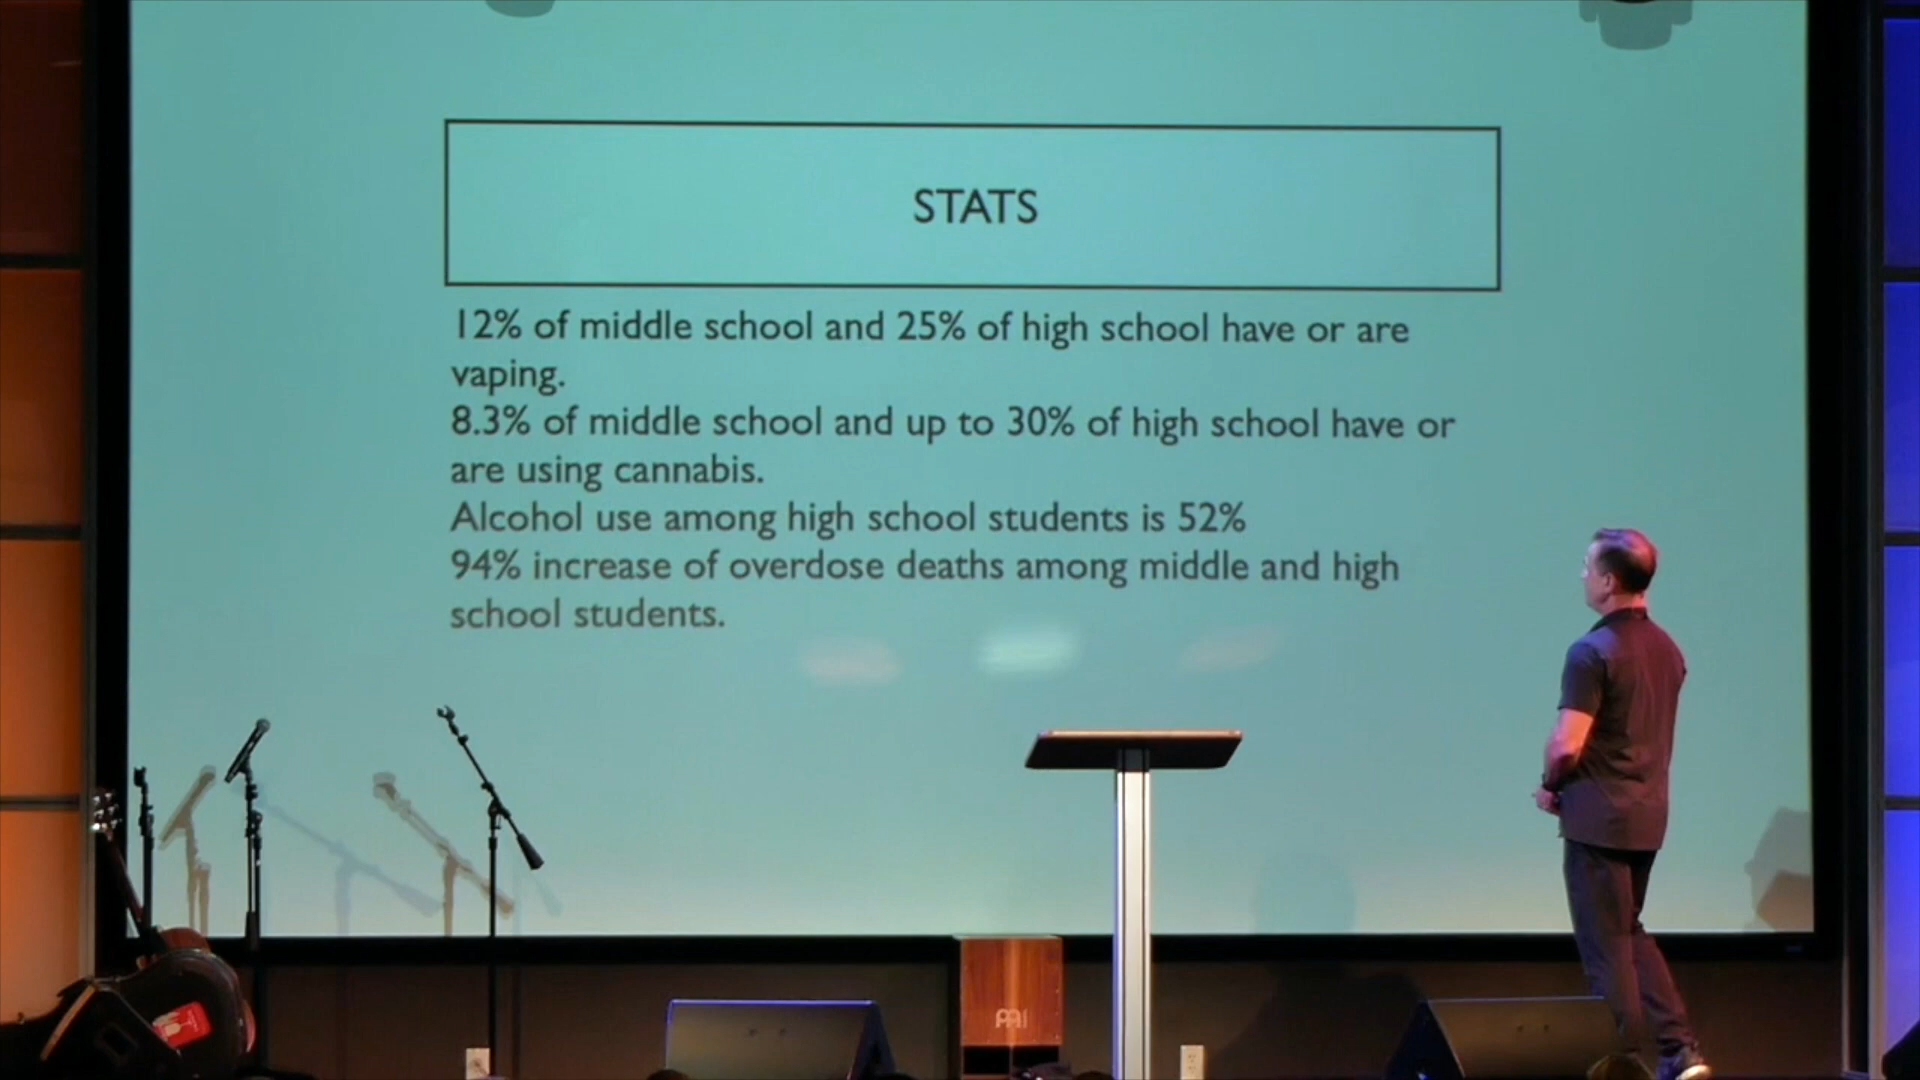 STATS
12% of middle school and 25% of high school have or are
vaping.
8.3% of middle school and up to 30% of high school have or
are using cannabis.
Alcohol use among high school students is 52%
94% increase of overdose deaths among middle and high
school students.